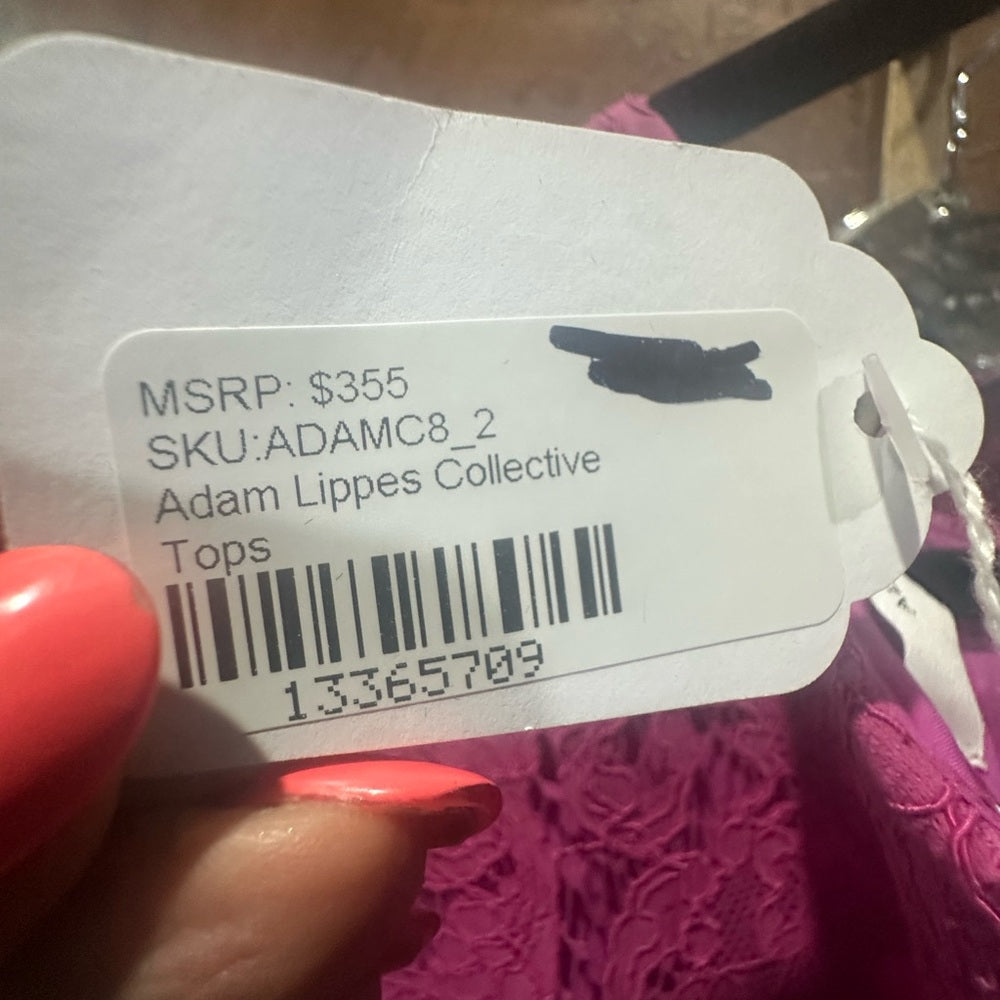 MSRP: $355
SKU:ADAMC8_2
Adam Lippes Collective
Tops
13365709